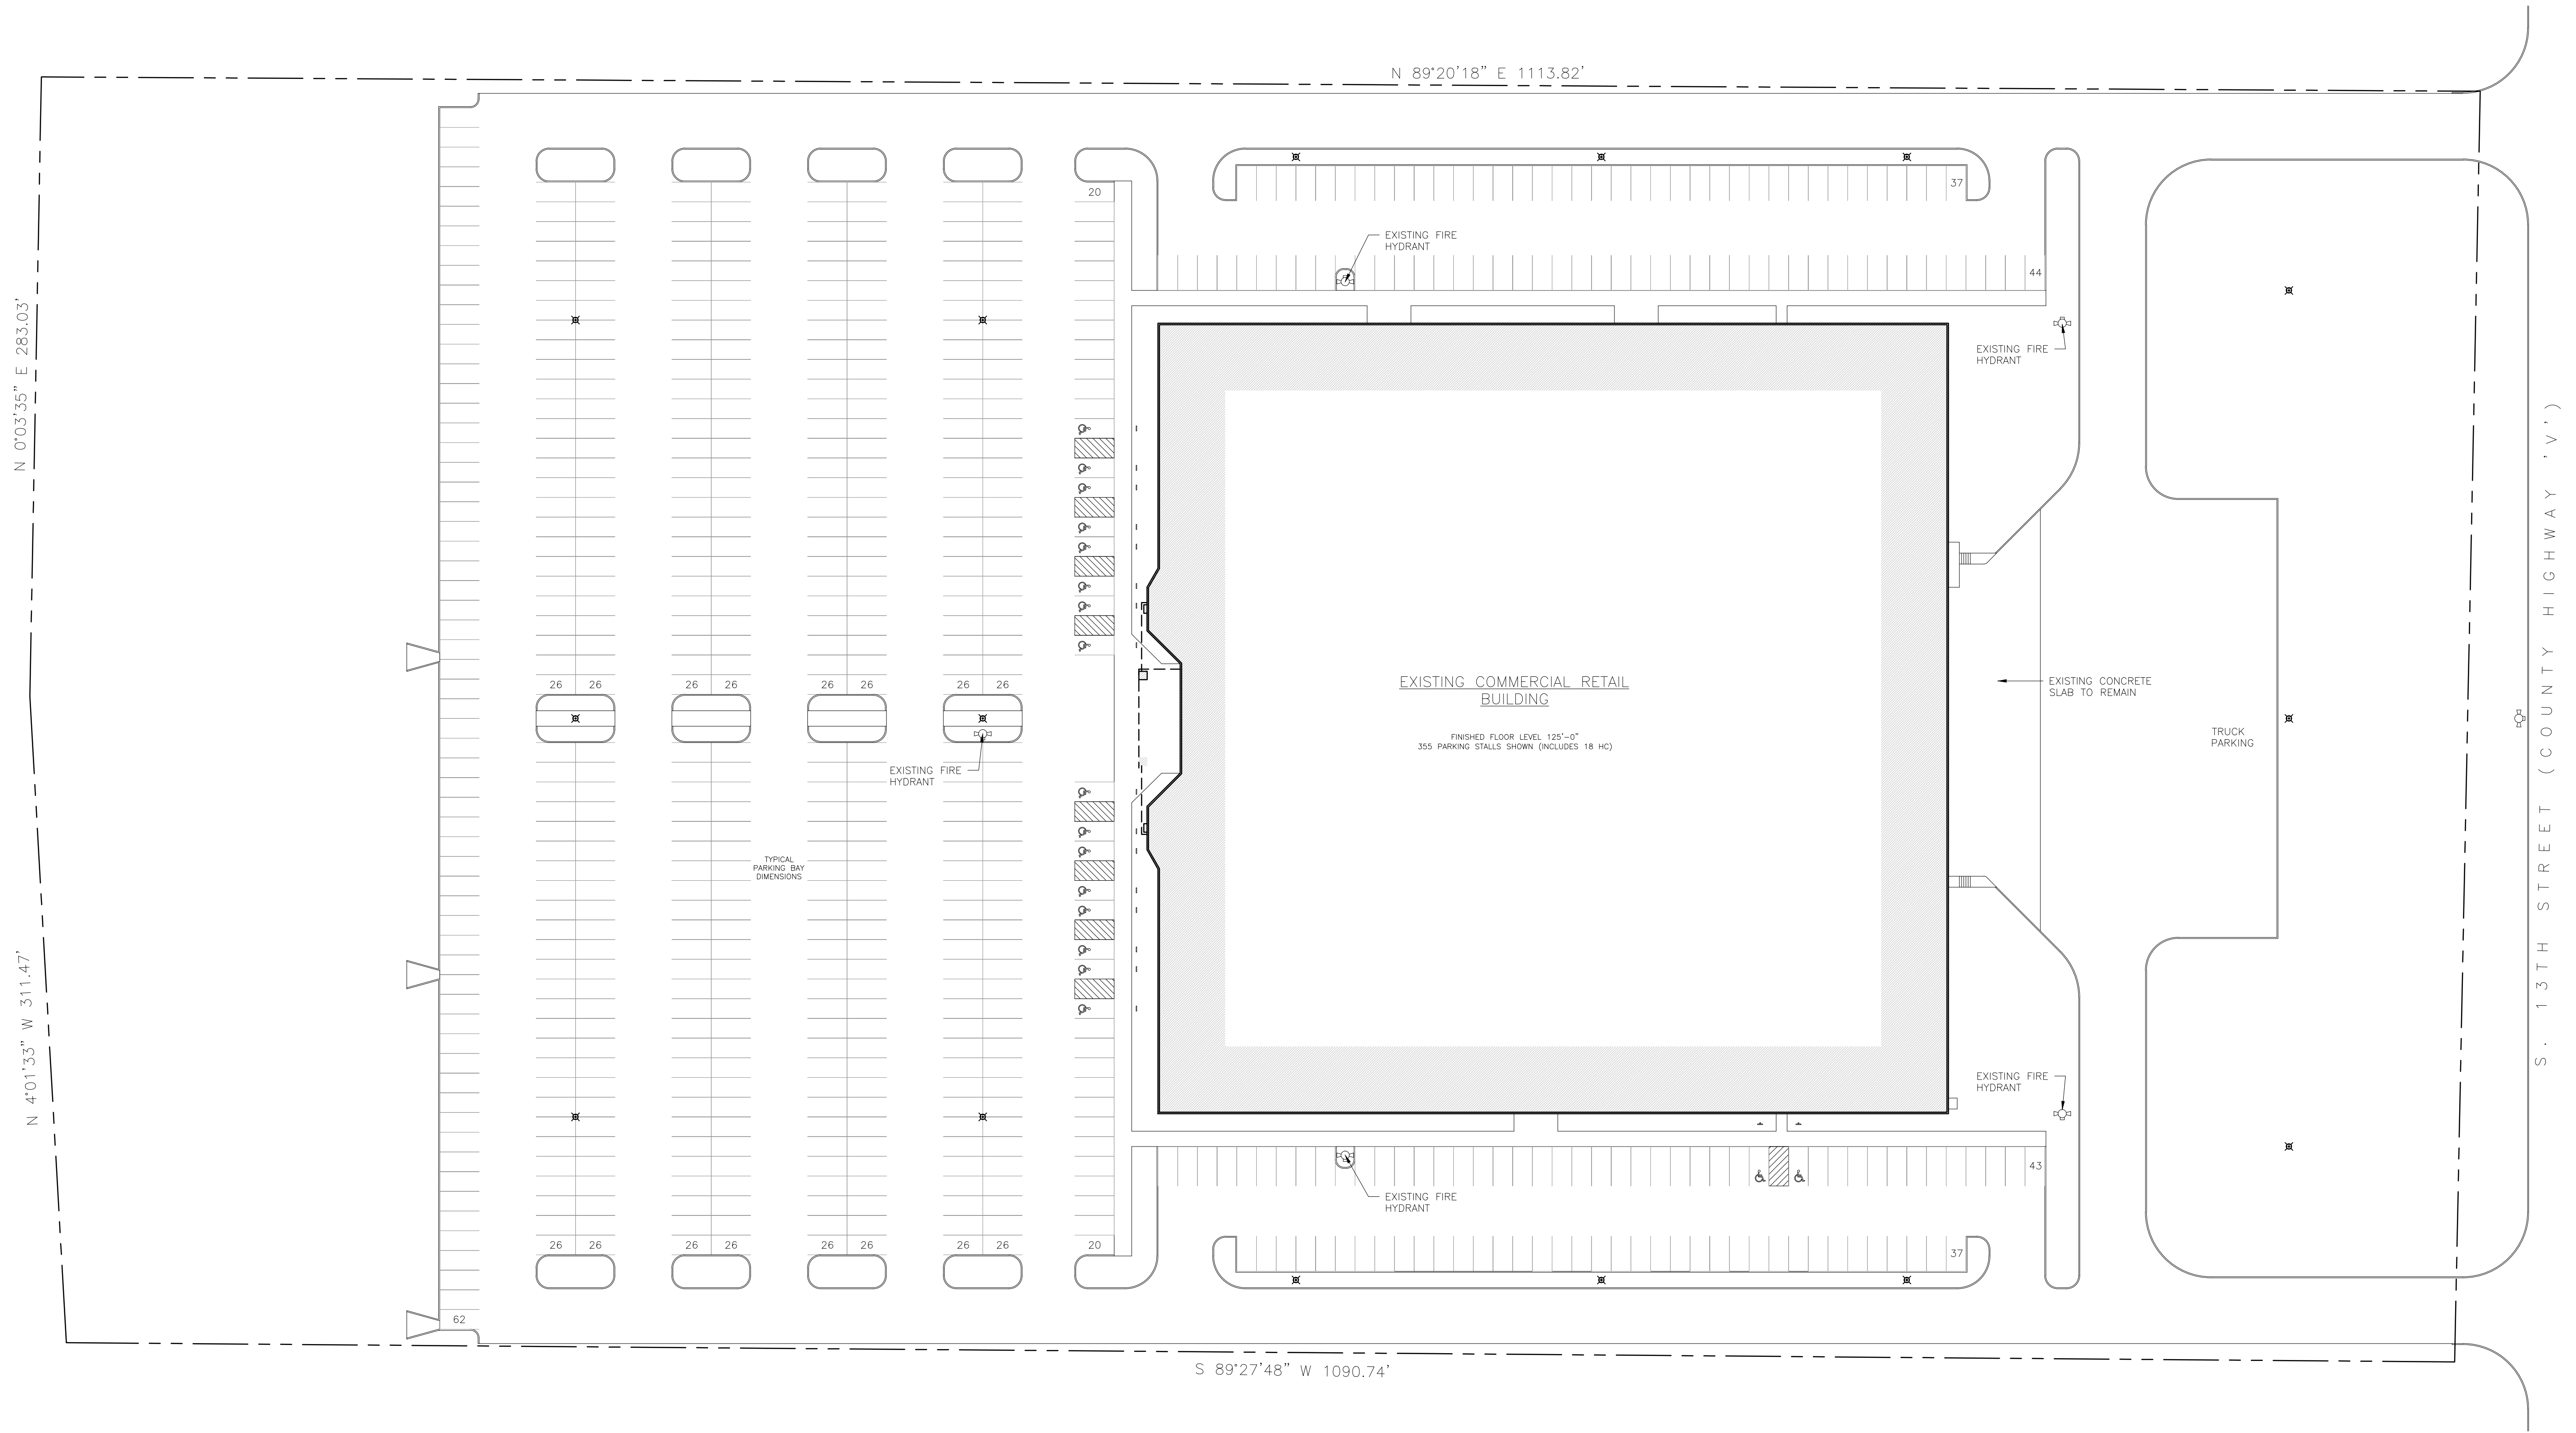 N 89°20'18" E 1113.82'
20
37
EXISTING FIRE
HYDRANT
44
N 0°03'35" E 283.03'
EXISTING FIRE
HYDRANT
S. 13TH STREET (COUNTY HIGHWAY 'V')
26 26 26 26 26 26 26 26
EXISTING COMMERCIAL RETAIL
BUILDING
FINISHED FLOOR LEVEL 125'-0"
355 PARKING STALLS SHOWN (INCLUDES 18 HC)
EXISTING CONCRETE
SLAB TO REMAIN
TRUCK
PARKING
EXISTING FIRE
HYDRANT
TYPICAL
PARKING BAY
DIMENSIONS
N 4°01'33" W 311.47'
EXISTING FIRE
HYDRANT
43
EXISTING FIRE
HYDRANT
26 26 26 26 26 26 26 26
20
37
62
S 89°27'48" W 1090.74'